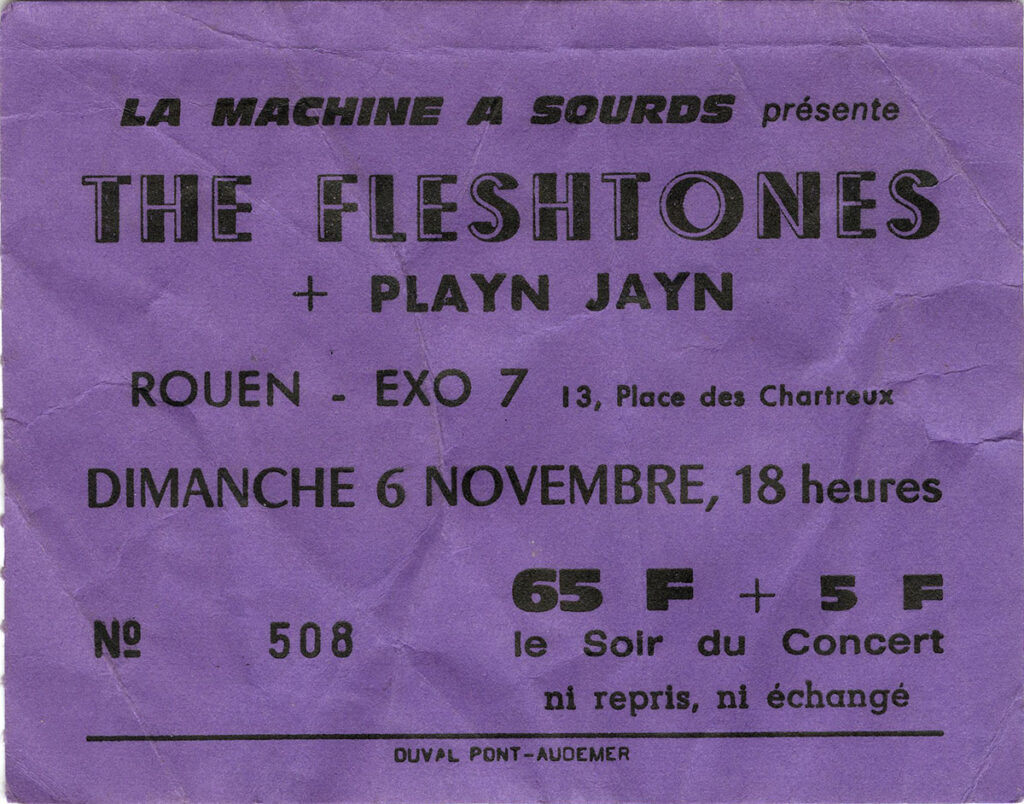 LA MACHINE A SOURDS présente
THE FLESHTONES
+ PLAYN JAYN
ROUEN - EXO 7 13, Place des Chartreux
DIMANCHE 6 NOVEMBRE, 18 heures
65 F + 5 F
le Soir du Concert
Nº 508
ni repris, ni échangé
DUVAL PONT-AUDEMER